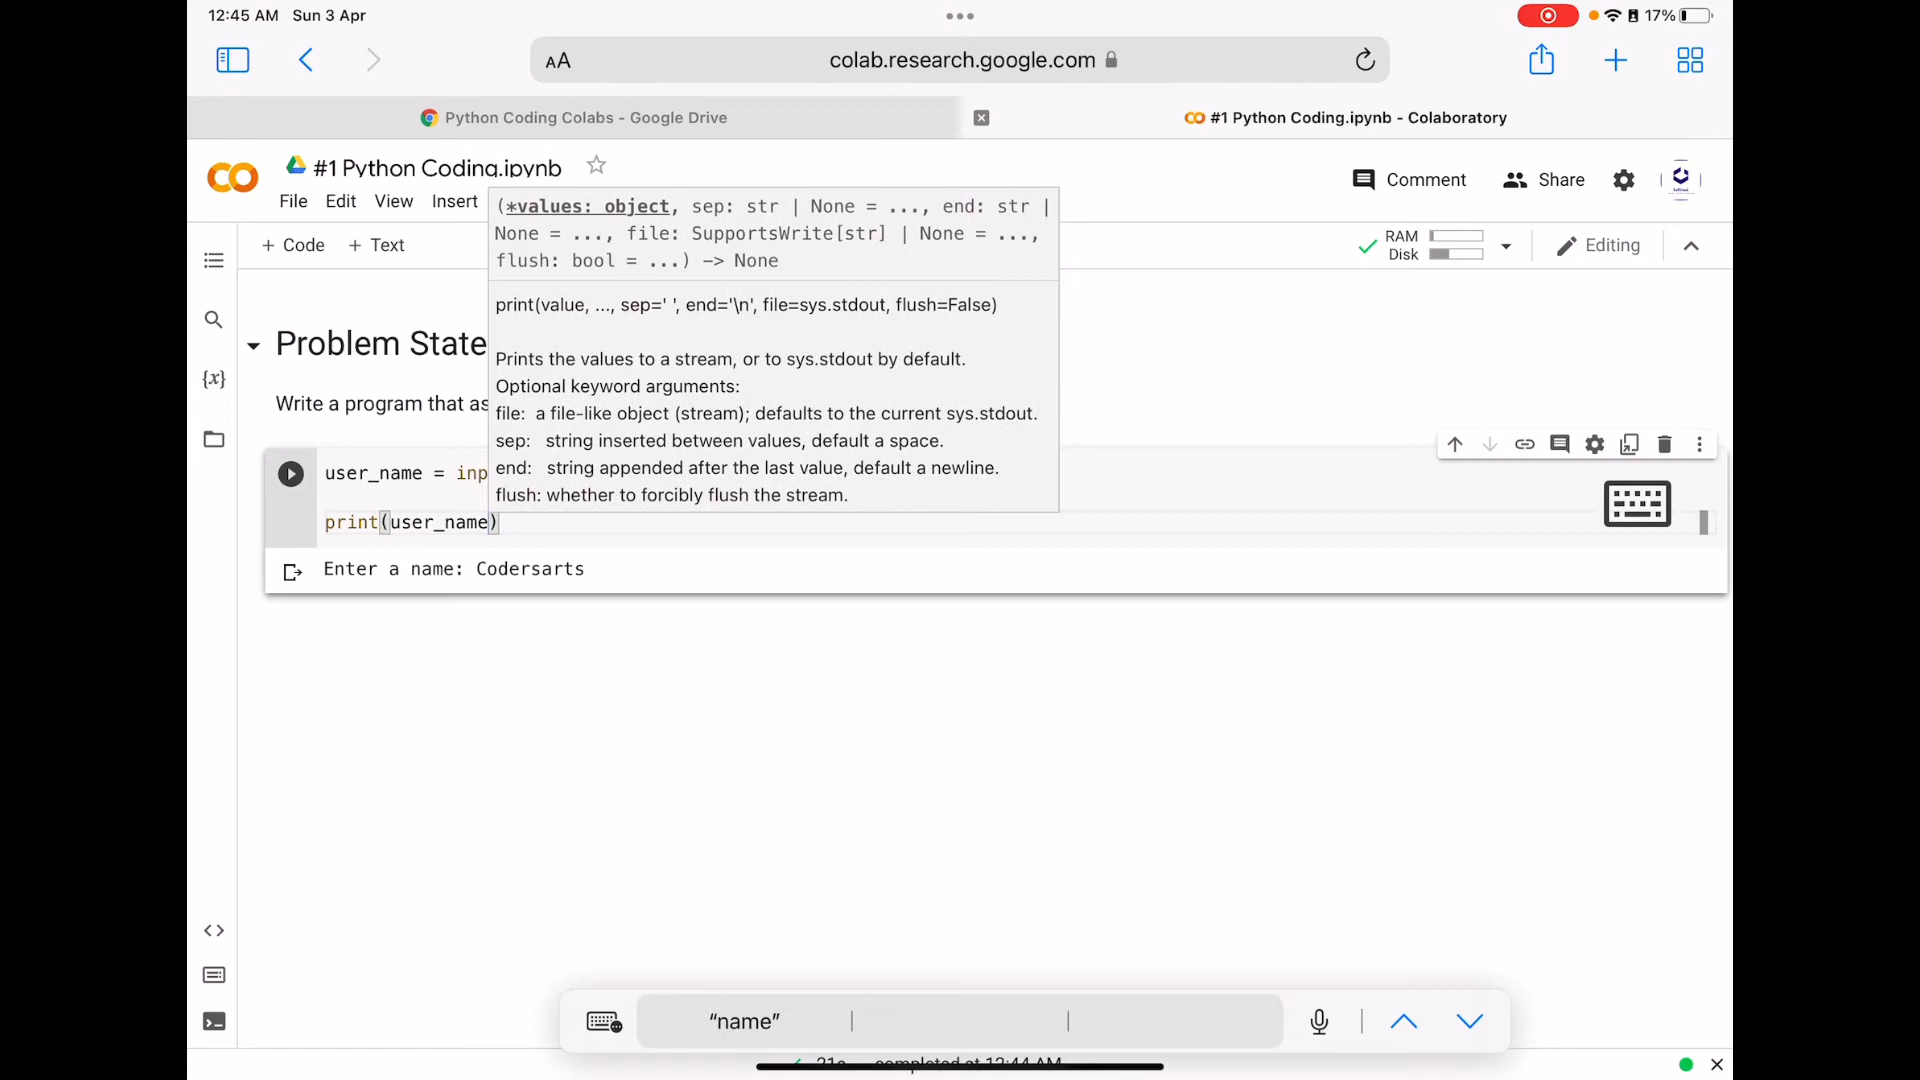 12:45 AM Sun 3 Apr
17%
AA colab.research.google.com
Python Coding Colabs - Google Drive
#1 Python Coding.ipynb - Colaboratory
#1 Python Coding.ipynb
Comment Share
File Edit View Insert
(*values: object, sep: str | None = ..., end: str |
None = ..., file: SupportsWrite[str] | None = ...,
flush: bool = ...) -> None
+ Code + Text
RAM
Disk
Editing
print(value, ..., sep=' ', end='\n', file=sys.stdout, flush=False)
Problem State
{x}
Prints the values to a stream, or to sys.stdout by default.
Optional keyword arguments:
Write a program that as
file: a file-like object (stream); defaults to the current sys.stdout.
sep: string inserted between values, default a space.
end: string appended after the last value, default a newline.
flush: whether to forcibly flush the stream.
user_name = inp
print(user_name)
Enter a name: Codersarts
“name”
completed at 12:44 AM